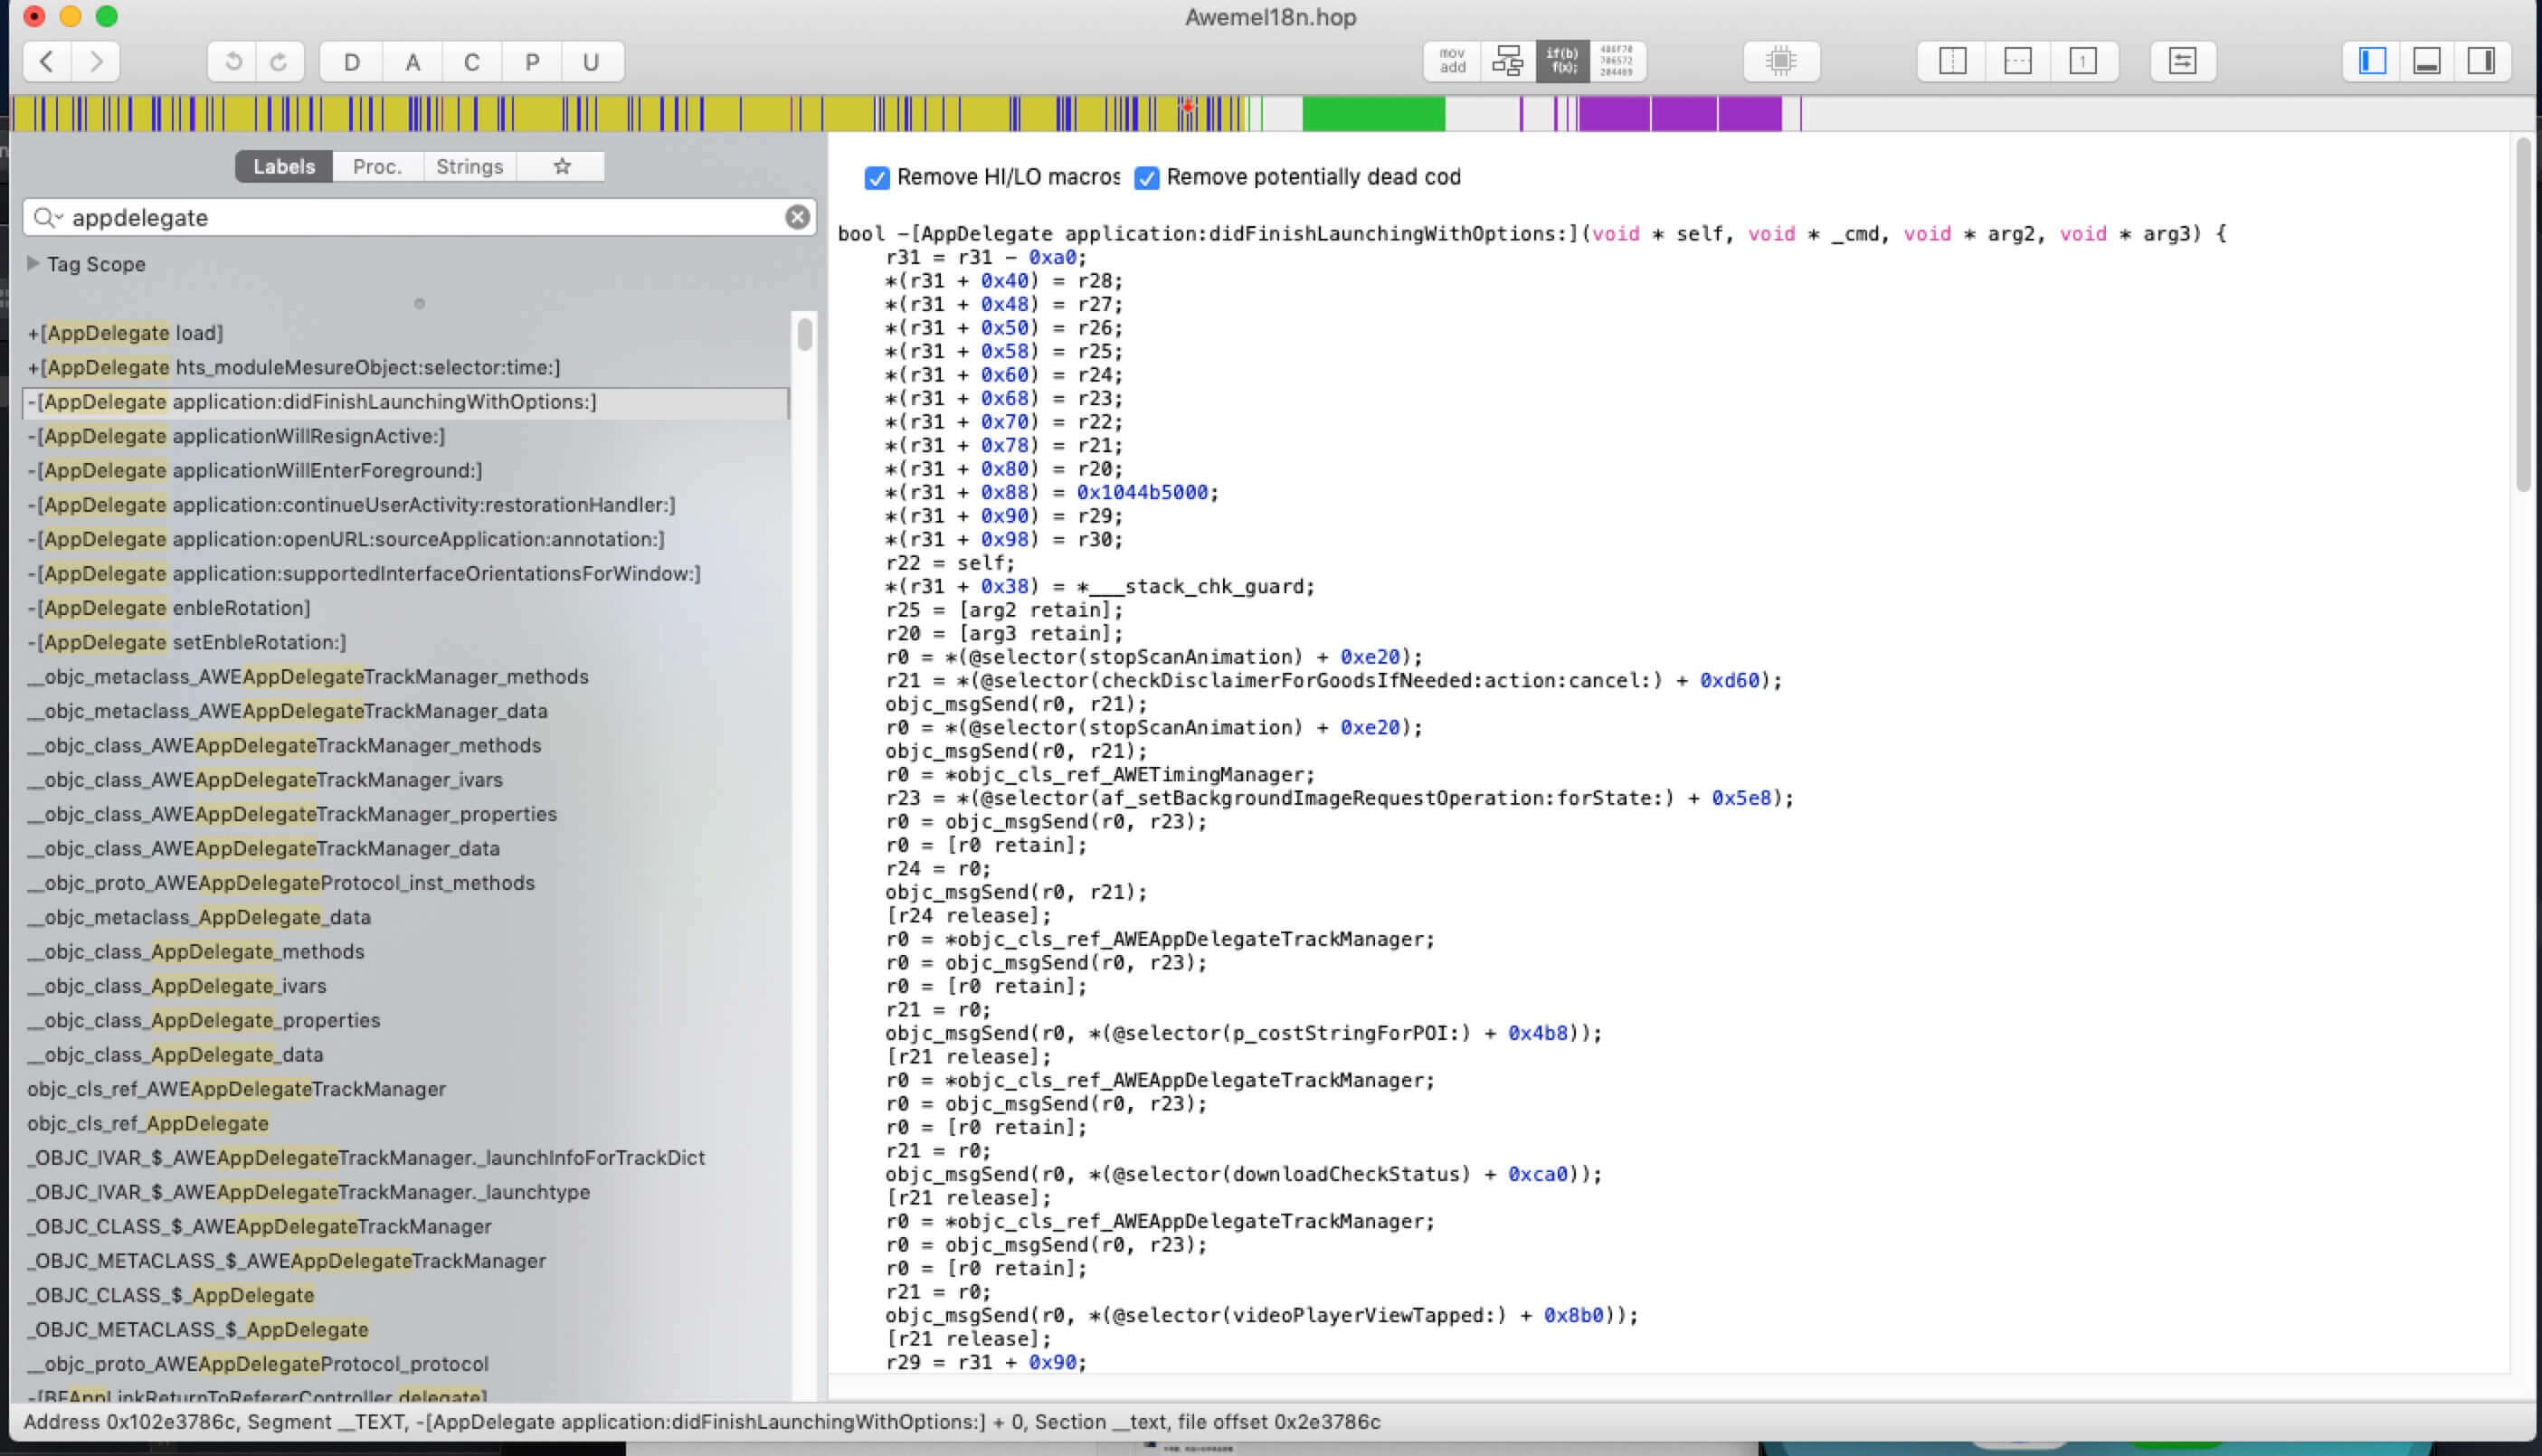 AwemeI18n.hop
D A C P U
mov add
if(b) f(x);
486F70 706572 204489
1
Labels Proc. Strings
appdelegate
Tag Scope
+[AppDelegate load]
+[AppDelegate hts_moduleMesureObject:selector:time:]
-[AppDelegate application:didFinishLaunchingWithOptions:]
-[AppDelegate applicationWillResignActive:]
-[AppDelegate applicationWillEnterForeground:]
-[AppDelegate application:continueUserActivity:restorationHandler:]
-[AppDelegate application:openURL:sourceApplication:annotation:]
-[AppDelegate application:supportedInterfaceOrientationsForWindow:]
-[AppDelegate enbleRotation]
-[AppDelegate setEnbleRotation:]
__objc_metaclass_AWEAppDelegateTrackManager_methods
__objc_metaclass_AWEAppDelegateTrackManager_data
__objc_class_AWEAppDelegateTrackManager_methods
__objc_class_AWEAppDelegateTrackManager_ivars
__objc_class_AWEAppDelegateTrackManager_properties
__objc_class_AWEAppDelegateTrackManager_data
__objc_proto_AWEAppDelegateProtocol_inst_methods
__objc_metaclass_AppDelegate_data
__objc_class_AppDelegate_methods
__objc_class_AppDelegate_ivars
__objc_class_AppDelegate_properties
__objc_class_AppDelegate_data
objc_cls_ref_AWEAppDelegateTrackManager
objc_cls_ref_AppDelegate
_OBJC_IVAR_$_AWEAppDelegateTrackManager._launchInfoForTrackDict
_OBJC_IVAR_$_AWEAppDelegateTrackManager._launchtype
_OBJC_CLASS_$_AWEAppDelegateTrackManager
_OBJC_METACLASS_$_AWEAppDelegateTrackManager
_OBJC_CLASS_$_AppDelegate
_OBJC_METACLASS_$_AppDelegate
__objc_proto_AWEAppDelegateProtocol_protocol
-[BFAppLinkReturnToRefererController delegate]
Remove HI/LO macros Remove potentially dead cod
bool -[AppDelegate application:didFinishLaunchingWithOptions:](void * self, void * _cmd, void * arg2, void * arg3) {
r31 = r31 - 0xa0;
*(r31 + 0x40) = r28;
*(r31 + 0x48) = r27;
*(r31 + 0x50) = r26;
*(r31 + 0x58) = r25;
*(r31 + 0x60) = r24;
*(r31 + 0x68) = r23;
*(r31 + 0x70) = r22;
*(r31 + 0x78) = r21;
*(r31 + 0x80) = r20;
*(r31 + 0x88) = 0x1044b5000;
*(r31 + 0x90) = r29;
*(r31 + 0x98) = r30;
r22 = self;
*(r31 + 0x38) = *___stack_chk_guard;
r25 = [arg2 retain];
r20 = [arg3 retain];
r0 = *(@selector(stopScanAnimation) + 0xe20);
r21 = *(@selector(checkDisclaimerForGoodsIfNeeded:action:cancel:) + 0xd60);
objc_msgSend(r0, r21);
r0 = *(@selector(stopScanAnimation) + 0xe20);
objc_msgSend(r0, r21);
r0 = *objc_cls_ref_AWETimingManager;
r23 = *(@selector(af_setBackgroundImageRequestOperation:forState:) + 0x5e8);
r0 = objc_msgSend(r0, r23);
r0 = [r0 retain];
r24 = r0;
objc_msgSend(r0, r21);
[r24 release];
r0 = *objc_cls_ref_AWEAppDelegateTrackManager;
r0 = objc_msgSend(r0, r23);
r0 = [r0 retain];
r21 = r0;
objc_msgSend(r0, *(@selector(p_costStringForPOI:) + 0x4b8));
[r21 release];
r0 = *objc_cls_ref_AWEAppDelegateTrackManager;
r0 = objc_msgSend(r0, r23);
r0 = [r0 retain];
r21 = r0;
objc_msgSend(r0, *(@selector(downloadCheckStatus) + 0xca0));
[r21 release];
r0 = *objc_cls_ref_AWEAppDelegateTrackManager;
r0 = objc_msgSend(r0, r23);
r0 = [r0 retain];
r21 = r0;
objc_msgSend(r0, *(@selector(videoPlayerViewTapped:) + 0x8b0));
[r21 release];
r29 = r31 + 0x90;
Address 0x102e3786c, Segment __TEXT, -[AppDelegate application:didFinishLaunchingWithOptions:] + 0, Section __text, file offset 0x2e3786c